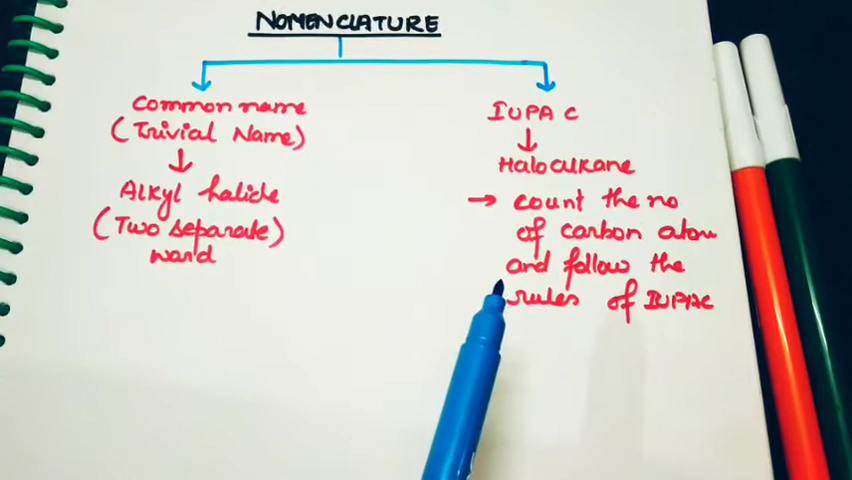 NOMENCLATURE
Common name
(Trivial Name)
Alkyl halide
(Two separate)
word
IUPAC
Haloalkane
→ count the no
of carbon atom
and follow the
rules of IUPAC